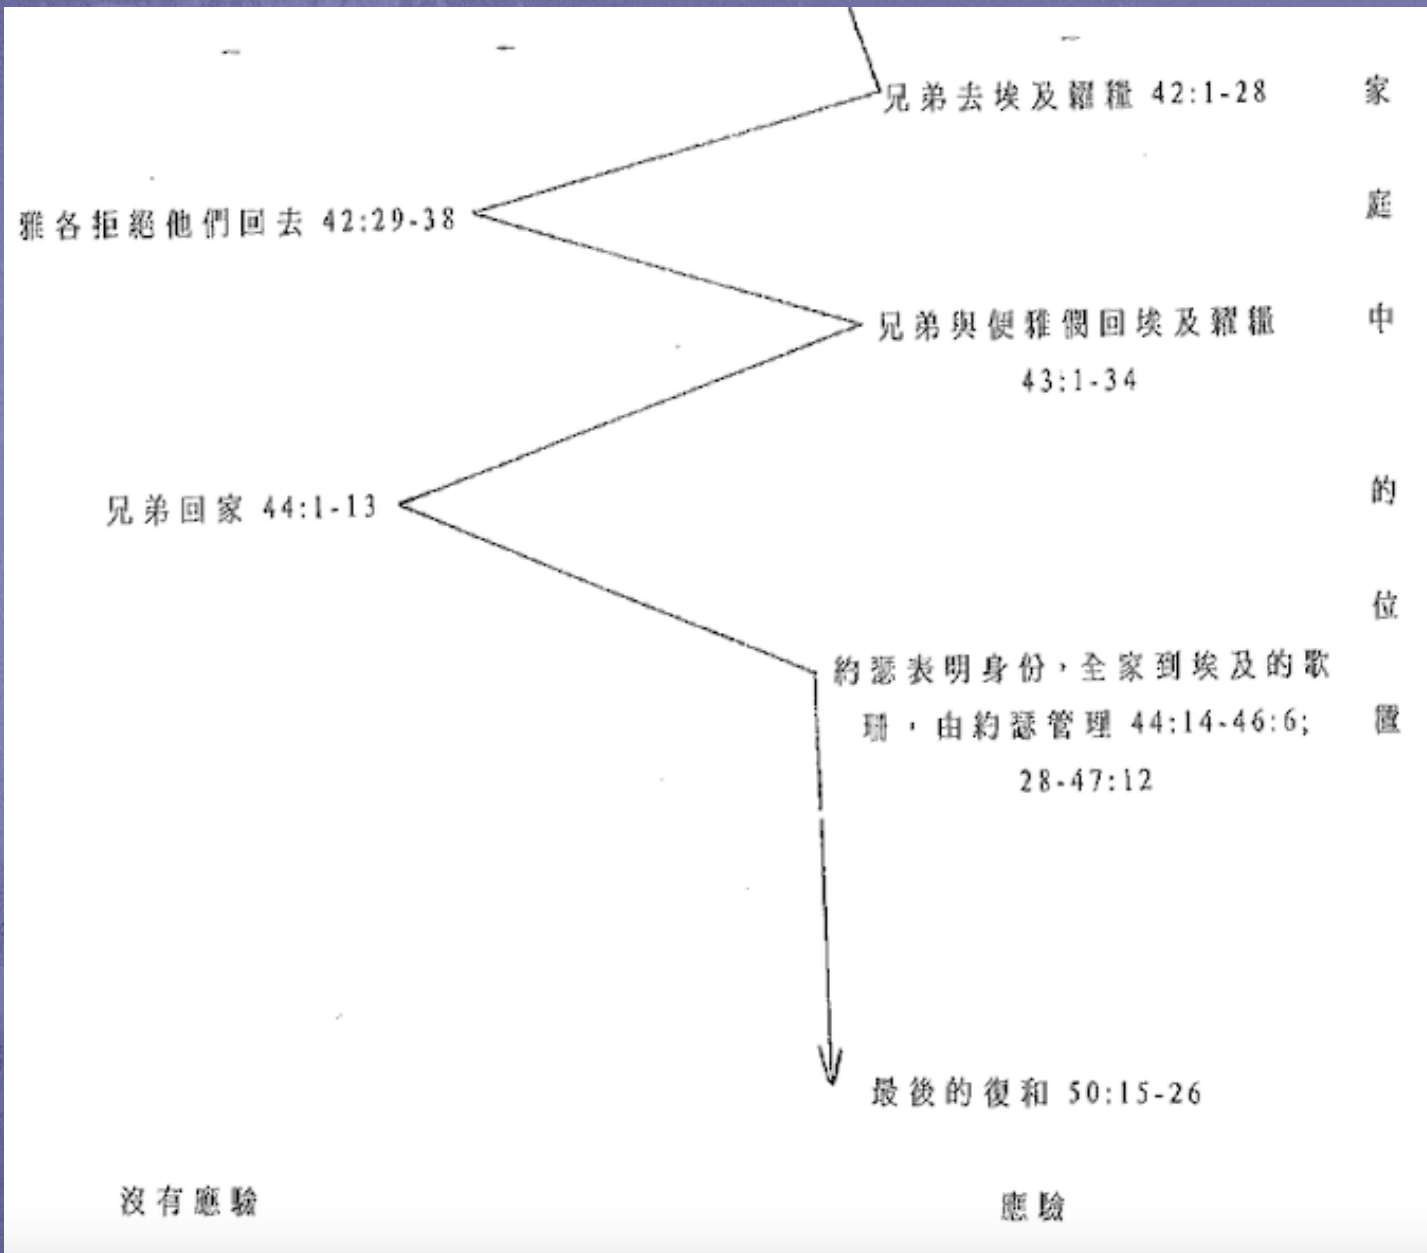 兄弟去埃及糴糧 42:1-28
雅各拒絕他們回去 42:29-38
兄弟與便雅憫回埃及糴糧
43:1-34
兄弟回家 44:1-13
約瑟表明身份，全家到埃及的歌
珊，由約瑟管理 44:14-46:6;
28-47:12
最後的復和 50:15-26
沒有應驗
應驗
家庭中的位置